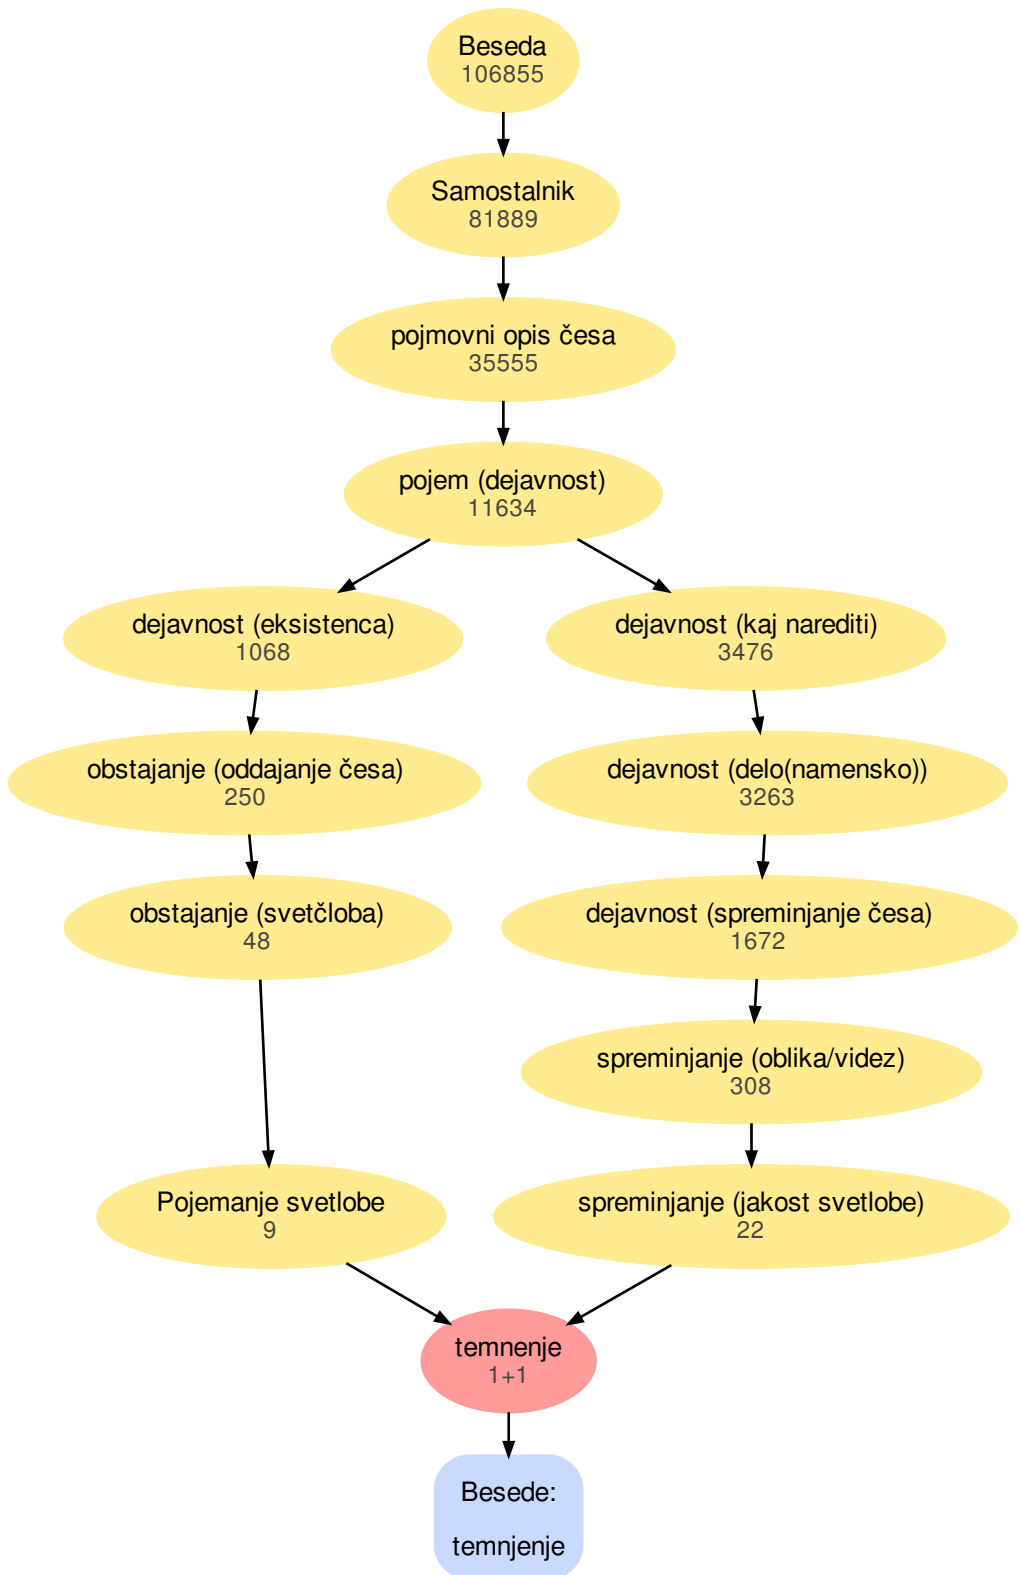 Beseda
106855
Samostalnik
81889
pojmovni opis česa
35555
pojem (dejavnost)
11634
dejavnost (eksistenca)
1068
dejavnost (kaj narediti)
3476
obstajanje (oddajanje česa)
250
dejavnost (delo(namensko))
3263
obstajanje (svetčloba)
48
dejavnost (spreminjanje česa)
1672
spreminjanje (oblika/videz)
308
Pojemanje svetlobe
9
spreminjanje (jakost svetlobe)
22
temnenje
1+1
Besede:
temnjenje